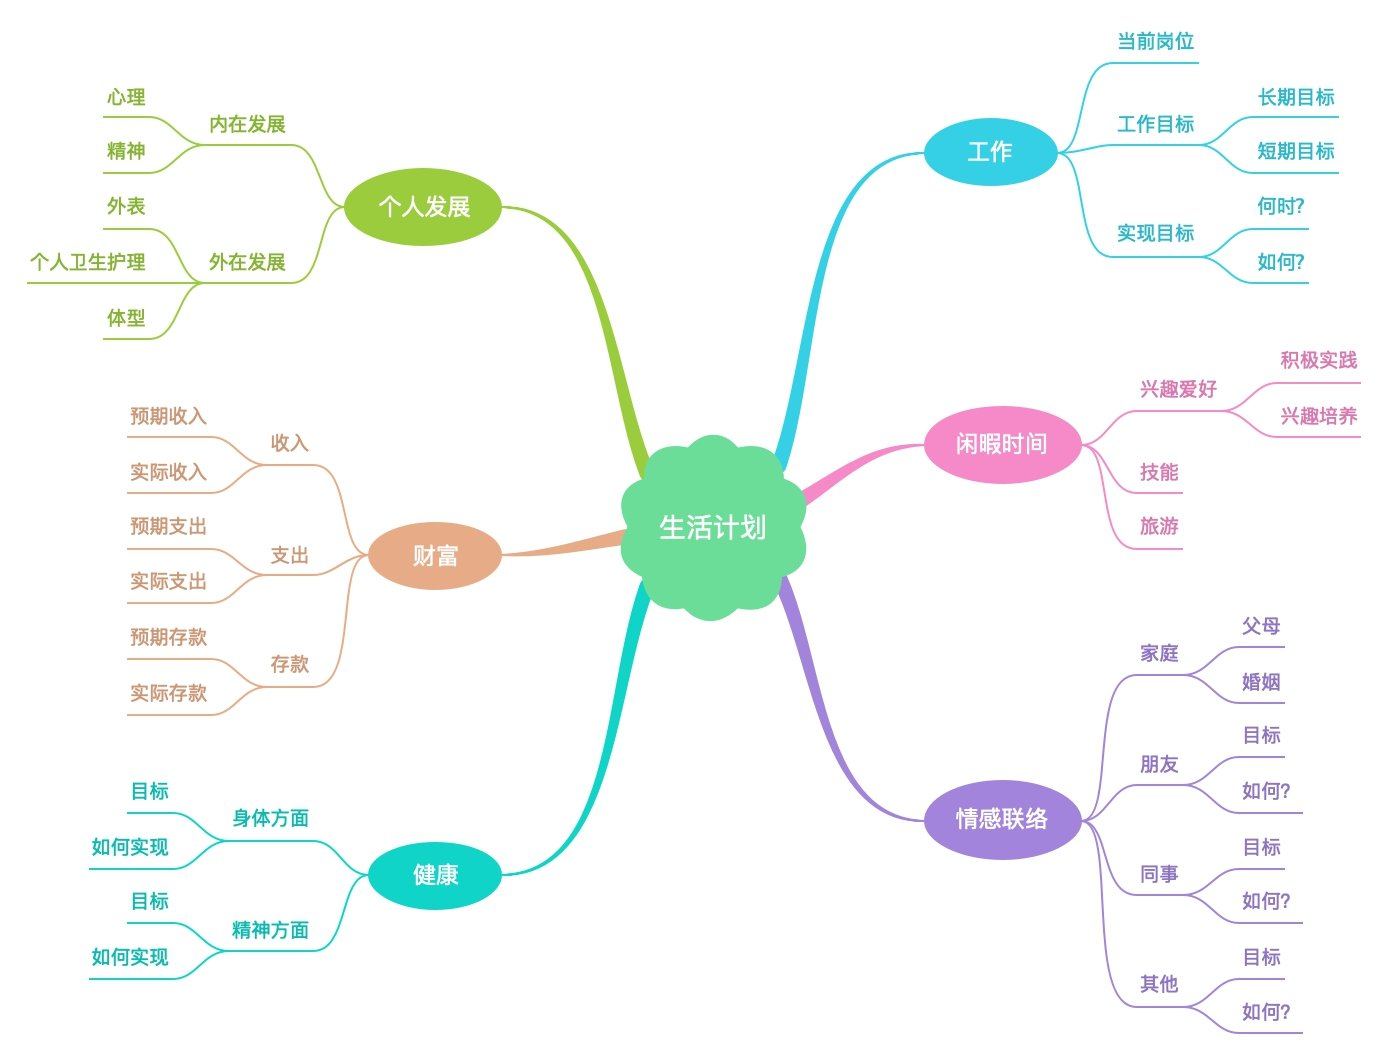 生活计划
工作
当前岗位
工作目标
长期目标
短期目标
实现目标
何时?
如何?
闲暇时间
兴趣爱好
积极实践
兴趣培养
技能
旅游
情感联络
家庭
父母
婚姻
朋友
目标
如何?
同事
目标
如何?
其他
目标
如何?
个人发展
内在发展
心理
精神
外在发展
外表
个人卫生护理
体型
财富
收入
预期收入
实际收入
支出
预期支出
实际支出
存款
预期存款
实际存款
健康
身体方面
目标
如何实现
精神方面
目标
如何实现